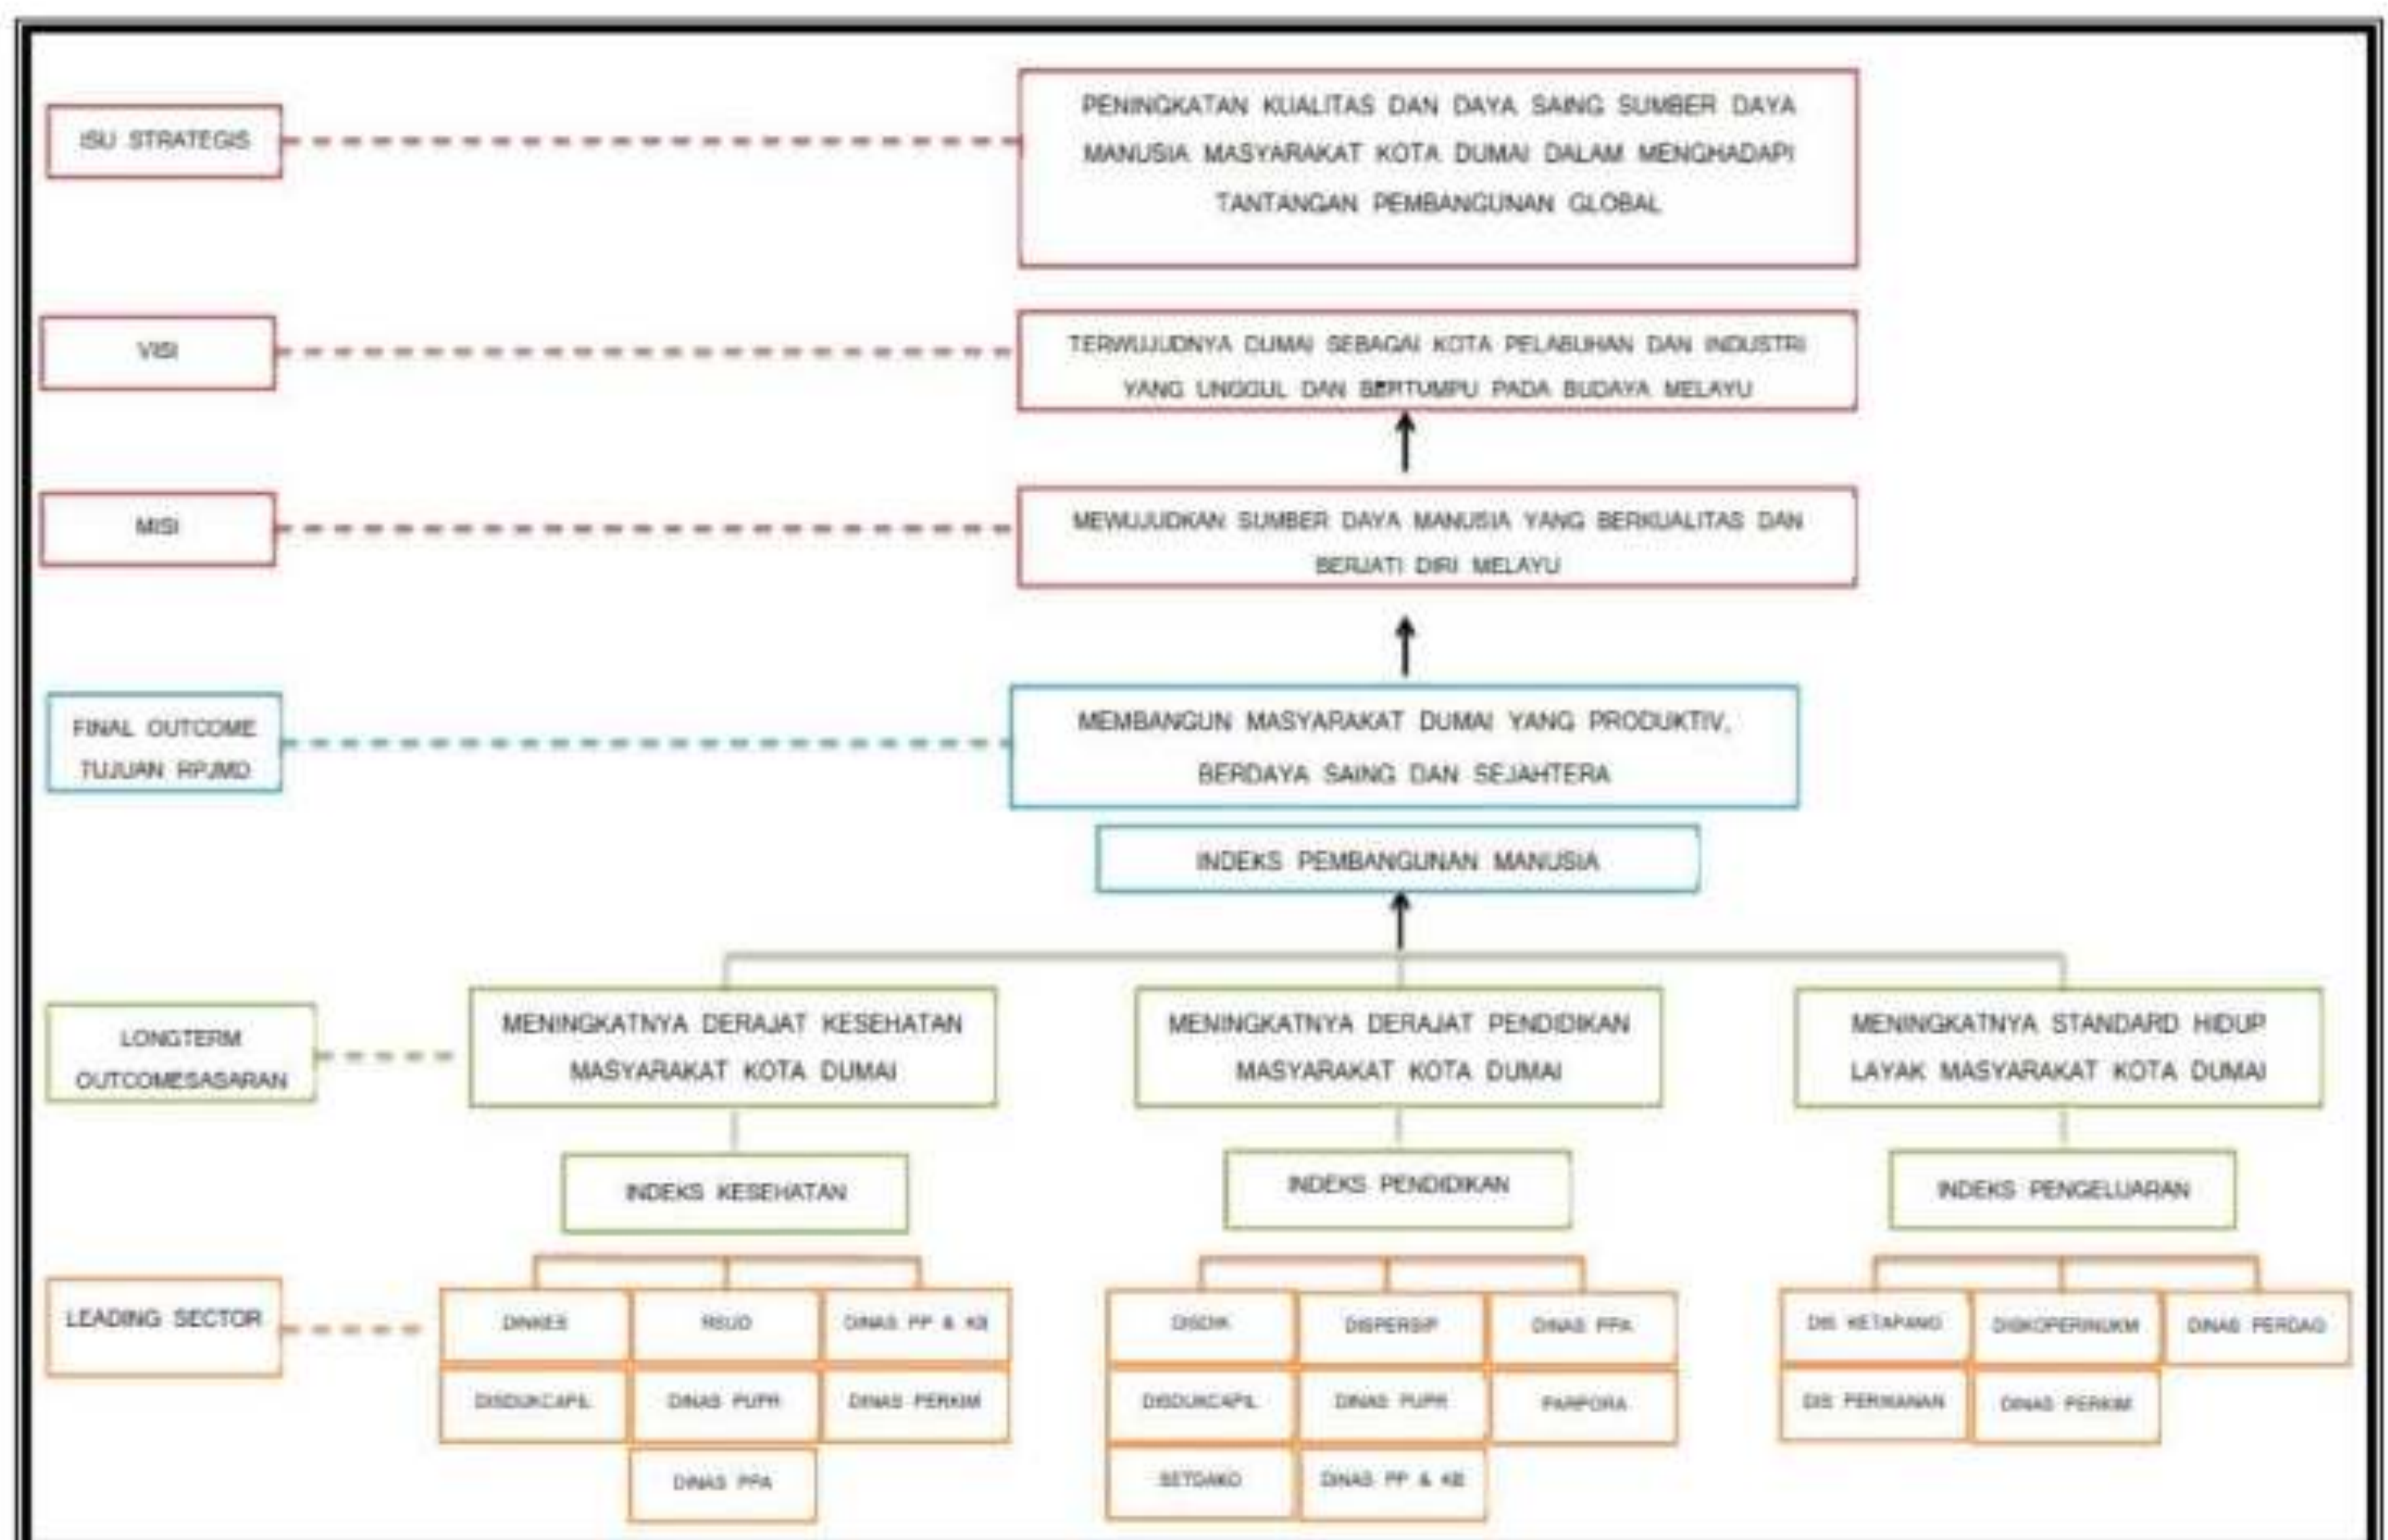 ISU STRATEGIS
PENINGKATAN KUALITAS DAN DAYA SAING SUMBER DAYA
MANUSIA MASYARAKAT KOTA DUMAI DALAM MENGHADAPI
TANTANGAN PEMBANGUNAN GLOBAL
VISI
TERWUJUDNYA DUMAI SEBAGAI KOTA PELABUHAN DAN INDUSTRI
YANG UNGGUL DAN BERTUMPU PADA BUDAYA MELAYU
MISI
MEWUJUDKAN SUMBER DAYA MANUSIA YANG BERKUALITAS DAN
BERJATI DIRI MELAYU
FINAL OUTCOME
TUJUAN RPJMD
MEMBANGUN MASYARAKAT DUMAI YANG PRODUKTIV,
BERDAYA SAING DAN SEJAHTERA
INDEKS PEMBANGUNAN MANUSIA
LONGTERM
OUTCOMESASARAN
MENINGKATNYA DERAJAT KESEHATAN
MASYARAKAT KOTA DUMAI
MENINGKATNYA DERAJAT PENDIDIKAN
MASYARAKAT KOTA DUMAI
MENINGKATNYA STANDARD HIDUP
LAYAK MASYARAKAT KOTA DUMAI
INDEKS KESEHATAN
INDEKS PENDIDIKAN
INDEKS PENGELUARAN
LEADING SECTOR
DINKES
RSUD
DINAS PP & KB
DISDIK
DISPERSIP
DINAS PPA
DIS KETAPANG
DISKOPERINUKM
DINAS PERDAG
DISDUKCAPIL
DINAS PUPR
DINAS PERKIM
DISDUKCAPIL
DINAS PUPR
PARPORA
DIS PERIKANAN
DINAS PERKIM
DINAS PPA
SETDAKO
DINAS PP & KB